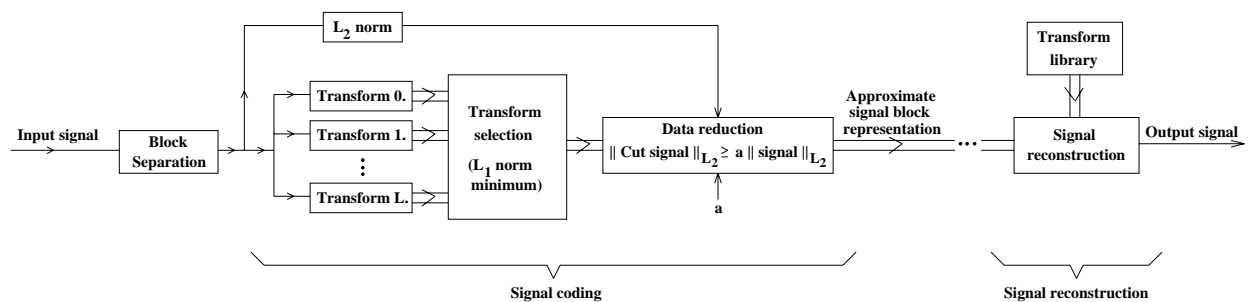 L2 norm
Transform
library
Transform 0.
Transform 1.
⋮
Transform L.
Transform
selection
(L1 norm
minimum)
Input signal
Block
Separation
Data reduction
|| Cut signal ||L2 ≥ a || signal ||L2
a
Approximate
signal block
representation
...
Signal
reconstruction
Output signal
Signal coding
Signal reconstruction